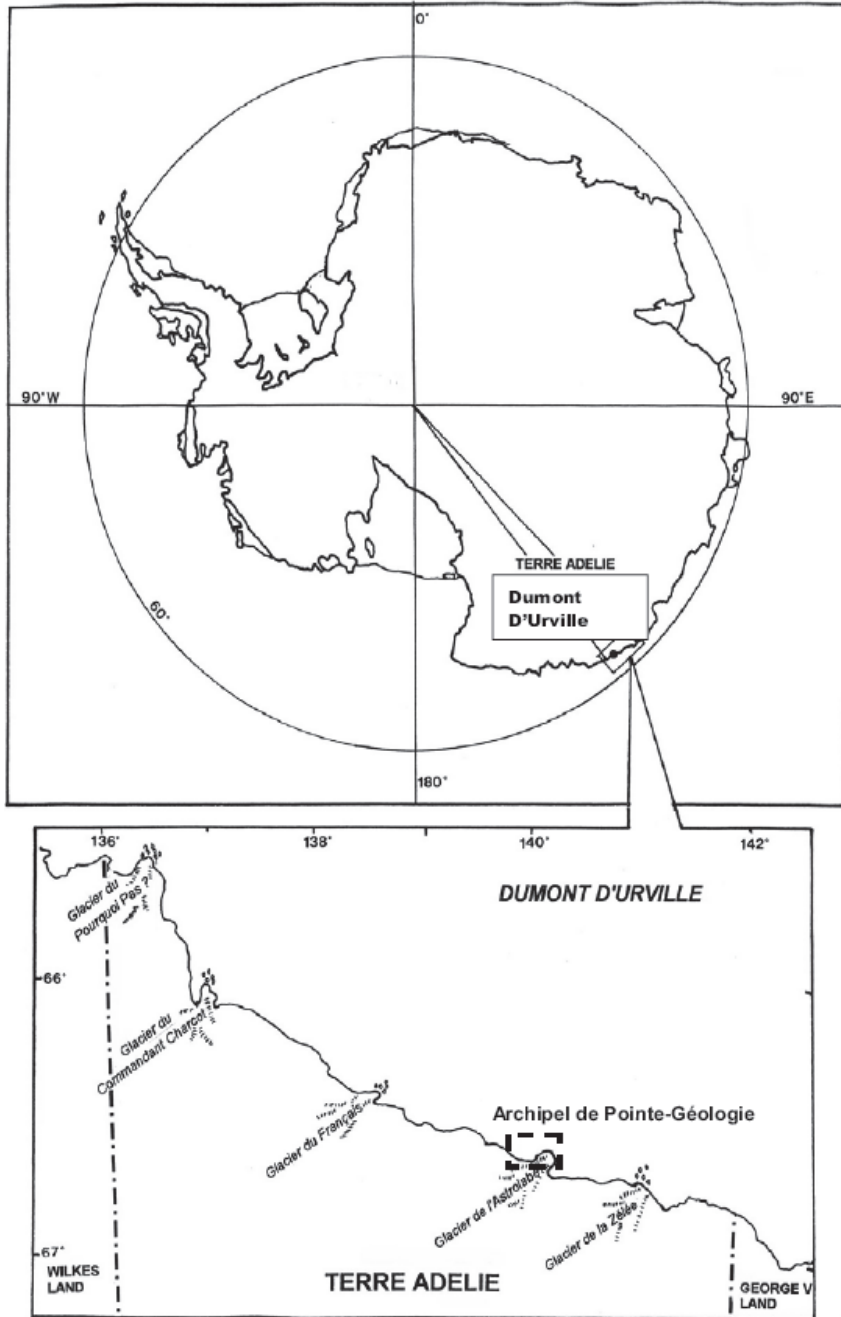 0°
90°W
90°E
TERRE ADELIE
Dumont
D'Urville
60°
180°
136°
138°
140°
142°
DUMONT D'URVILLE
Glacier du
Pourquoi Pas ?
66°
Glacier du
Commandant Charcot
Glacier du Français
Archipel de Pointe-Géologie
Glacier de l'Astrolabe
Glacier de la Zélée
67°
WILKES
LAND
TERRE ADELIE
GEORGE V
LAND